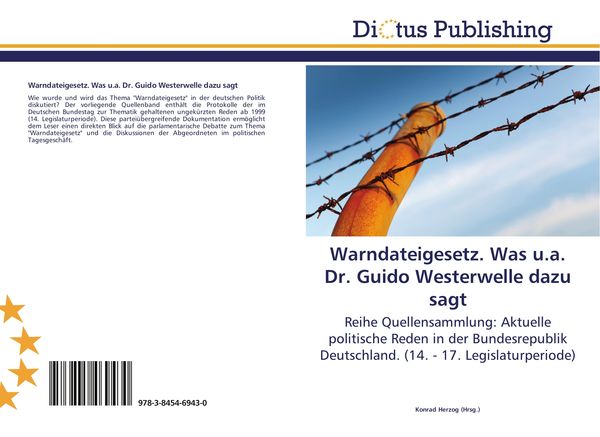 Dictus Publishing
Warndateigesetz. Was u.a. Dr. Guido Westerwelle dazu sagt
Wie wurde und wird das Thema "Warndateigesetz" in der deutschen Politik
diskutiert? Der vorliegende Quellenband enthält die Protokolle der im
Deutschen Bundestag zur Thematik gehaltenen ungekürzten Reden ab 1999
(14. Legislaturperiode). Diese parteiübergreifende Dokumentation ermöglicht
dem Leser einen direkten Blick auf die parlamentarische Debatte zum Thema
"Warndateigesetz" und die Diskussionen der Abgeordneten im politischen
Tagesgeschäft.
978-3-8454-6943-0
Warndateigesetz. Was u.a.
Dr. Guido Westerwelle dazu
sagt
Reihe Quellensammlung: Aktuelle
politische Reden in der Bundesrepublik
Deutschland. (14. - 17. Legislaturperiode)
Konrad Herzog (Hrsg.)